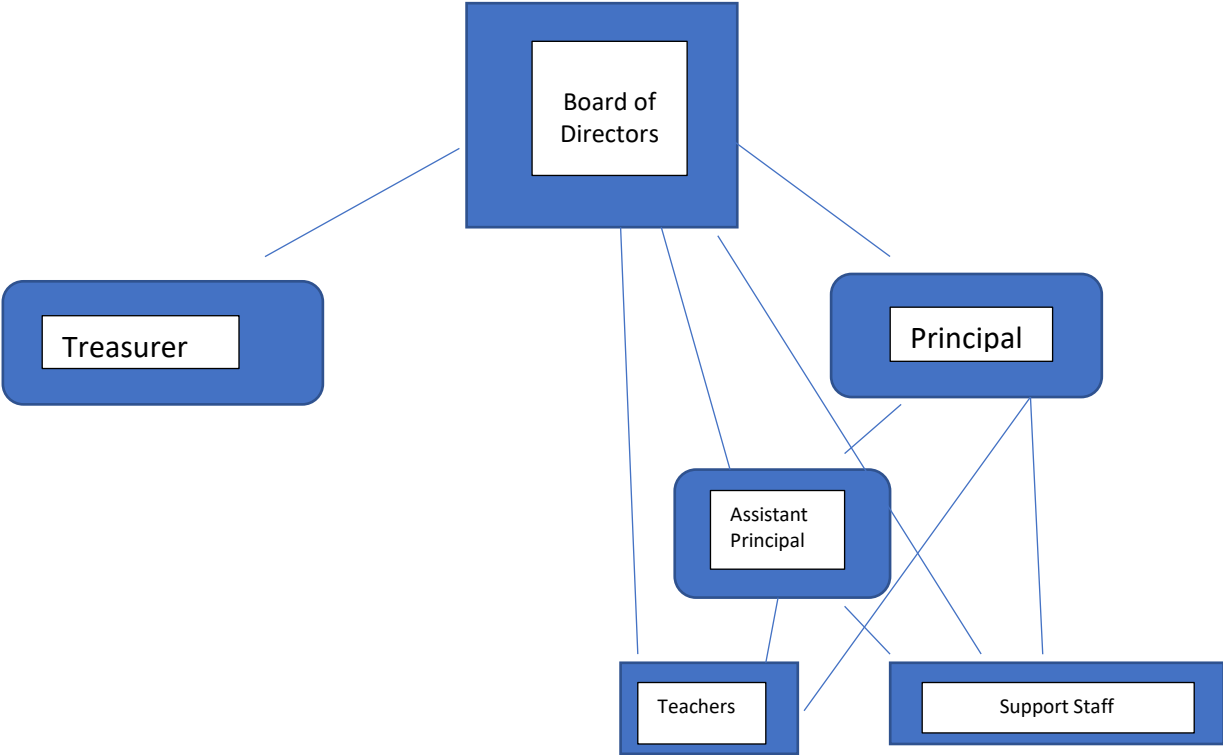 Board of
Directors
Treasurer
Principal
Assistant
Principal
Teachers
Support Staff